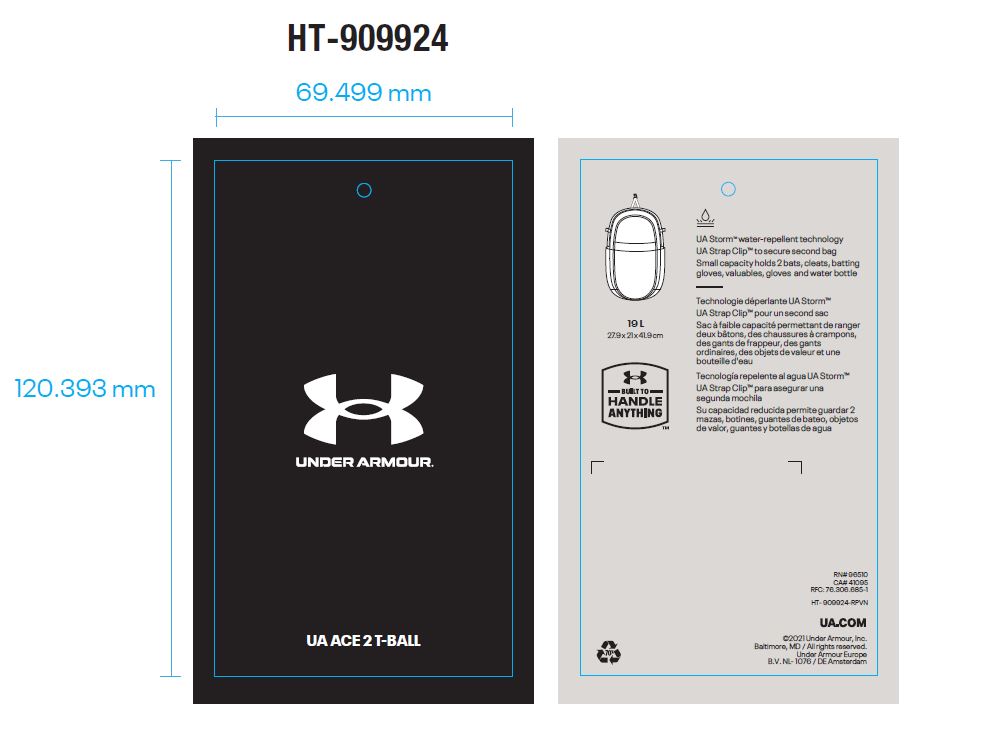 HT-909924
69.499 mm
120.393 mm
UNDER ARMOUR.
UA ACE 2 T-BALL
UA Storm™ water-repellent technology
UA Strap Clip™ to secure second bag
Small capacity holds 2 bats, cleats, batting
gloves, valuables, gloves and water bottle
Technologie déperlante UA Storm™
UA Strap Clip™ pour un second sac
Sac à faible capacité permettant de ranger
deux bâtons, des chaussures à crampons,
des gants de frappeur, des gants
ordinaires, des objets de valeur et une
bouteille d'eau
Tecnología repelente al agua UA Storm™
UA Strap Clip™ para asegurar una
segunda mochila
Su capacidad reducida permite guardar 2
mazas, botines, guantes de bateo, objetos
de valor, guantes y botellas de agua
19 L
27.9 x 21 x 41.9 cm
BUILT TO
HANDLE
ANYTHING
™
RN# 96510
CA# 41095
RFC: 76.306.685-1
HT- 909924-RPVN
UA.COM
©2021 Under Armour, Inc.
Baltimore, MD / All rights reserved.
Under Armour Europe
B.V. NL- 1076 / DE Amsterdam